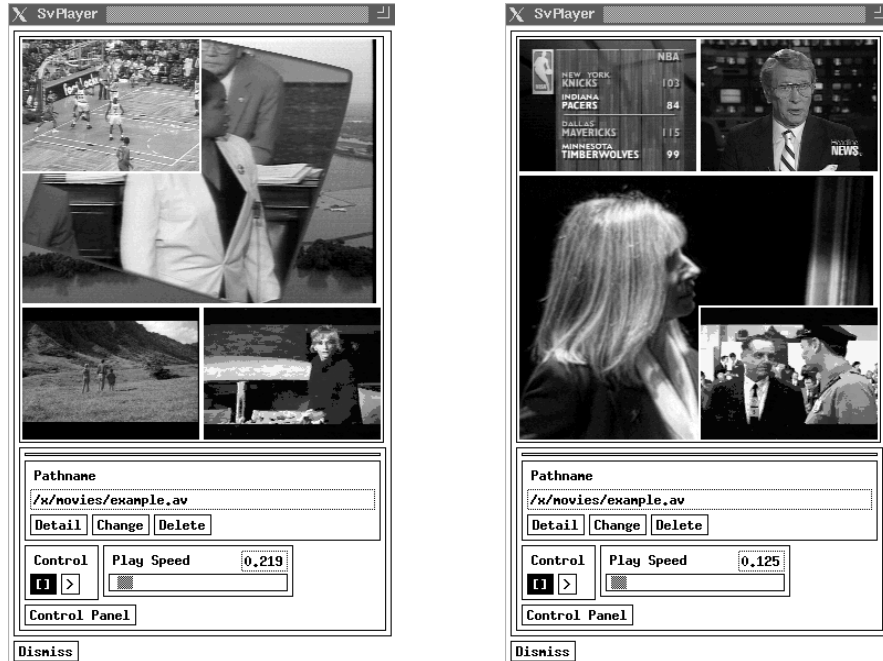 X SvPlayer
Pathname
/x/movies/example.av
Detail Change Delete
Control Play Speed 0.219
[] >
Control Panel
Dismiss
X SvPlayer
NBA
NEW YORK
KNICKS 103
INDIANA
PACERS 84
DALLAS
MAVERICKS 115
MINNESOTA
TIMBERWOLVES 99
NEWS
Pathname
/x/movies/example.av
Detail Change Delete
Control Play Speed 0.125
[] >
Control Panel
Dismiss